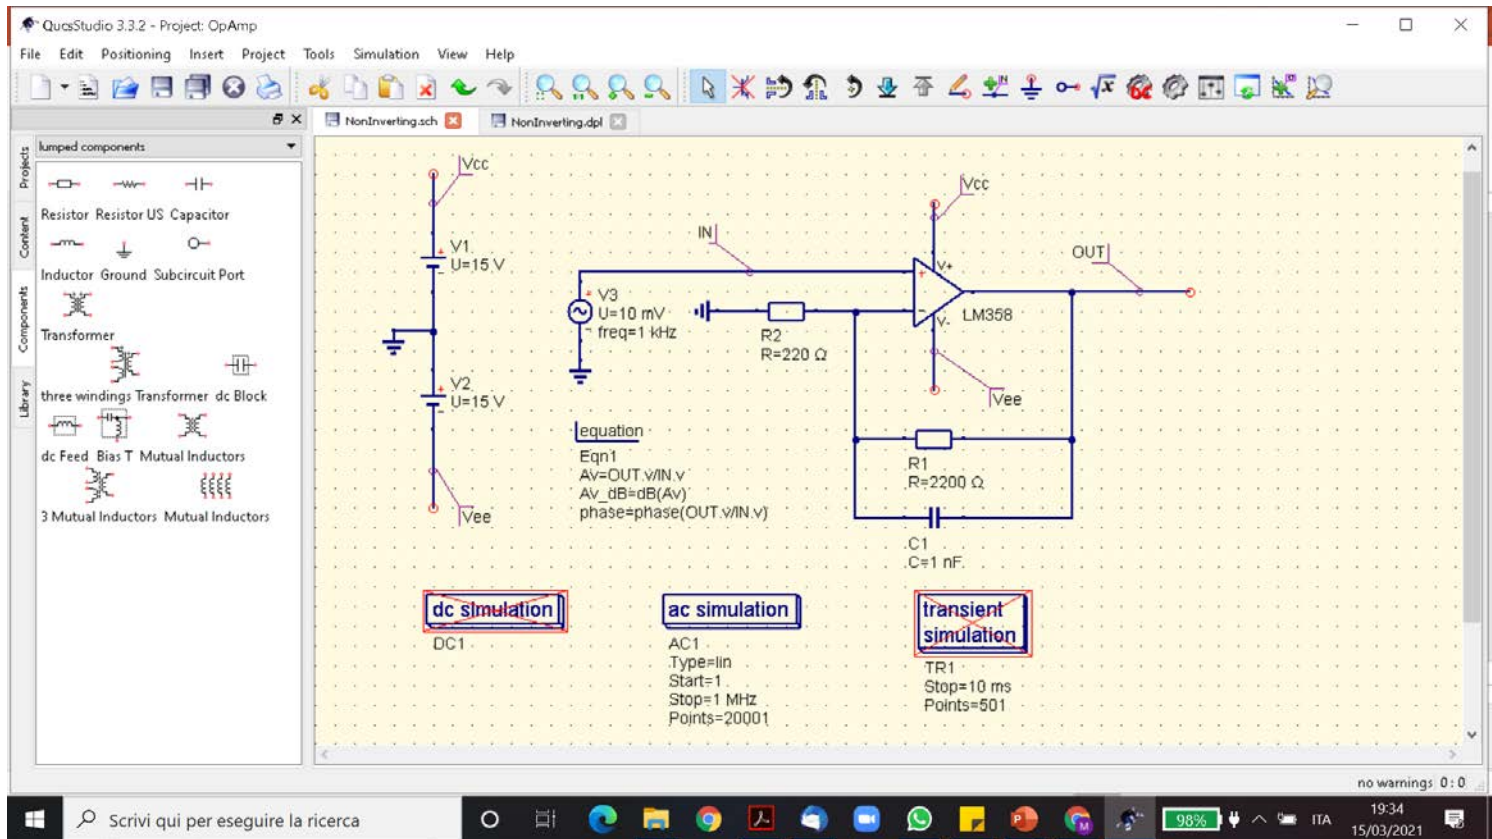 QucsStudio 3.3.2 - Project: OpAmp
File Edit Positioning Insert Project Tools Simulation View Help
NonInverting.sch
NonInverting.dpl
lumped components
Projects
Content
Components
Library
Resistor Resistor US Capacitor
Inductor Ground Subcircuit Port
Transformer
three windings Transformer dc Block
dc Feed Bias T Mutual Inductors
3 Mutual Inductors Mutual Inductors
Vcc
V1
U=15 V
V2
U=15 V
Vee
IN
V3
U=10 mV
freq=1 kHz
R2
R=220 Ω
Vcc
V+
V-
LM358
OUT
Vee
R1
R=2200 Ω
C1
C=1 nF
equation
Eqn1
Av=OUT.v/IN.v
Av_dB=dB(Av)
phase=phase(OUT.v/IN.v)
dc simulation
DC1
ac simulation
AC1
Type=lin
Start=1
Stop=1 MHz
Points=20001
transient
simulation
TR1
Stop=10 ms
Points=501
no warnings 0 : 0
Scrivi qui per eseguire la ricerca
98%
ITA
19:34
15/03/2021